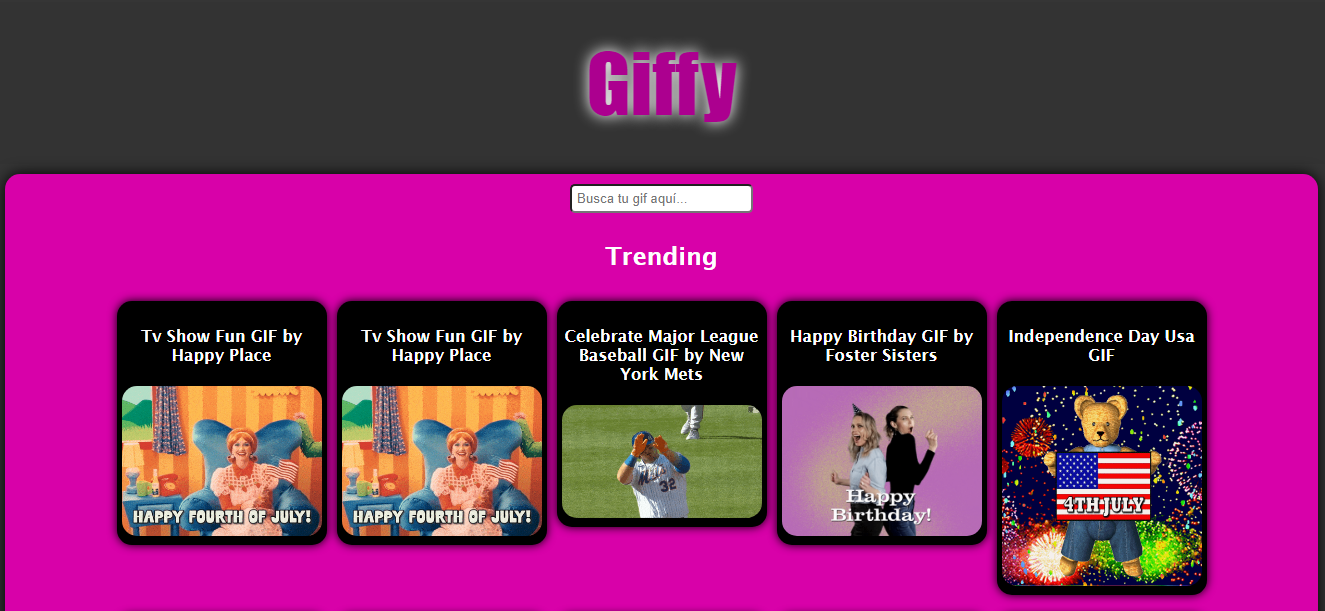 Giffy
Busca tu gif aquí...
Trending
Tv Show Fun GIF by
Happy Place
HAPPY FOURTH OF JULY!
Tv Show Fun GIF by
Happy Place
HAPPY FOURTH OF JULY!
Celebrate Major League
Baseball GIF by New
York Mets
Mets
32
Happy Birthday GIF by
Foster Sisters
Happy
Birthday!
Independence Day Usa
GIF
4TH JULY